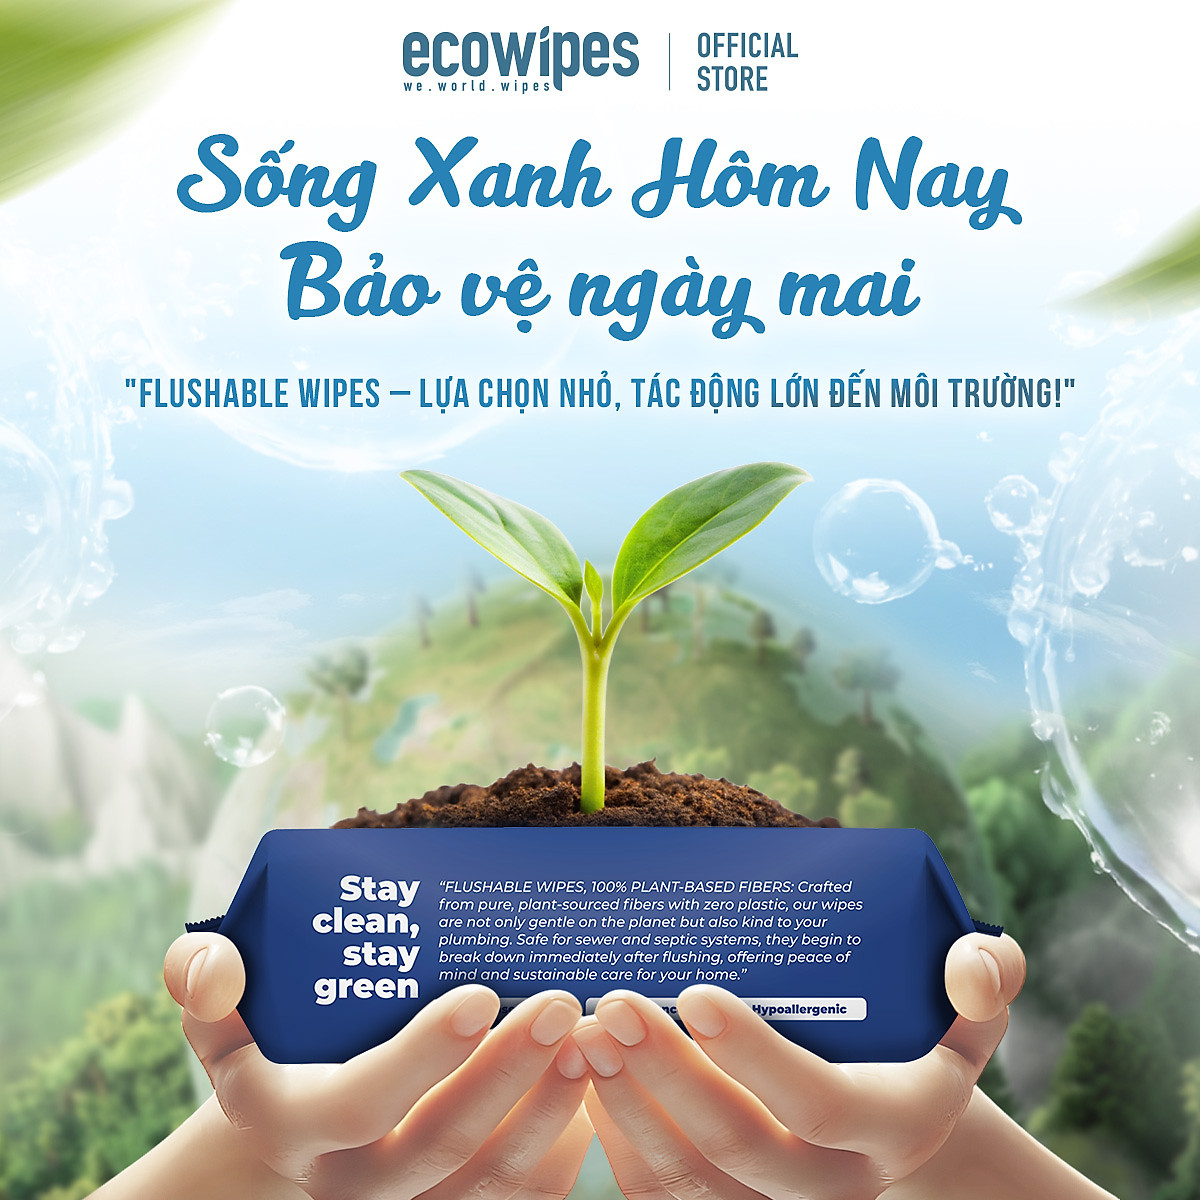 ecowipes
we.world.wipes
OFFICIAL
STORE
Sống Xanh Hôm Nay
Bảo vệ ngày mai
"FLUSHABLE WIPES – LỰA CHỌN NHỎ, TÁC ĐỘNG LỚN ĐẾN MÔI TRƯỜNG!"
Stay
clean,
stay
green
“FLUSHABLE WIPES, 100% PLANT-BASED FIBERS: Crafted
from pure, plant-sourced fibers with zero plastic, our wipes
are not only gentle on the planet but also kind to your
plumbing. Safe for sewer and septic systems, they begin to
break down immediately after flushing, offering peace of
mind and sustainable care for your home.”
Hypoallergenic